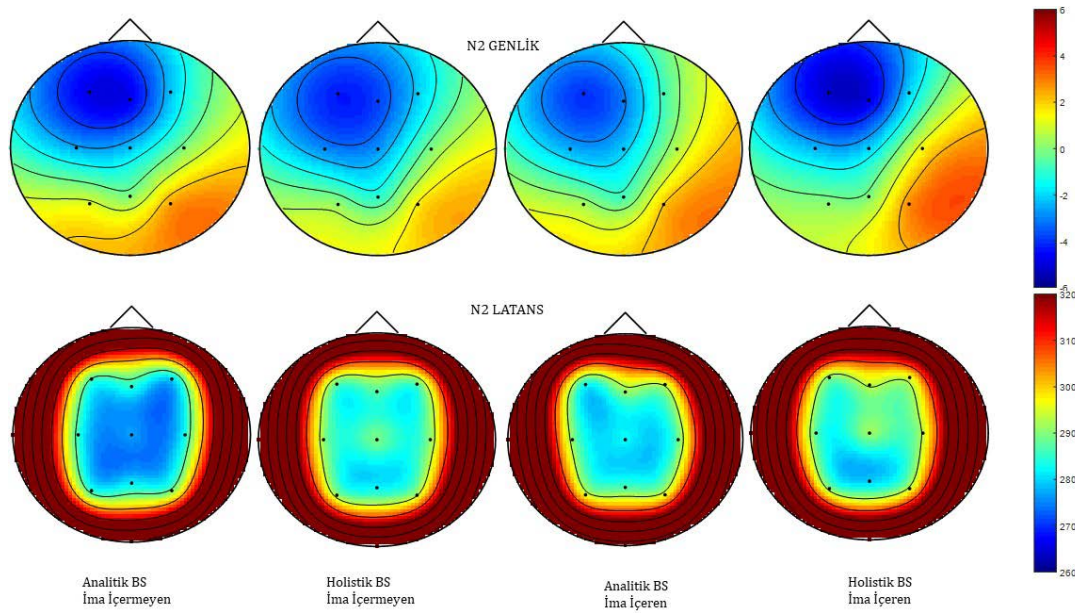 N2 GENLİK
6
4
2
0
-2
-4
-6
N2 LATANS
320
310
300
290
280
270
260
Analitik BS
İma İçermeyen
Holistik BS
İma İçermeyen
Analitik BS
İma İçeren
Holistik BS
İma İçeren